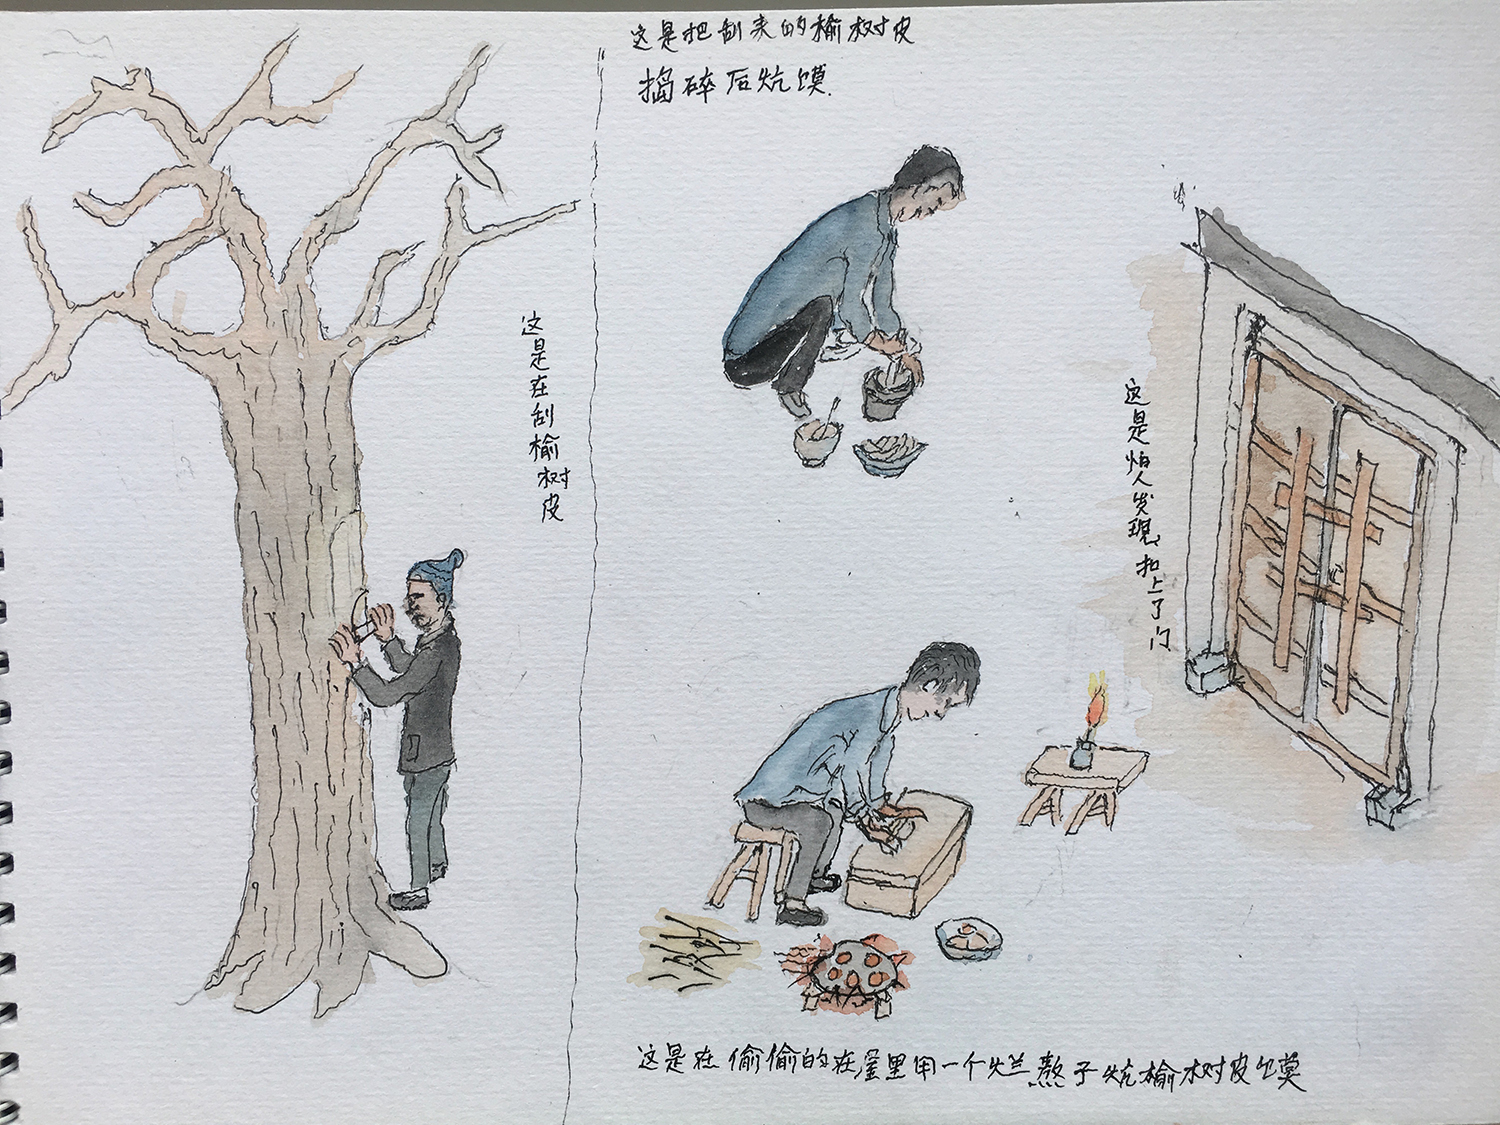 这是在刮榆树皮
这是把刮来的榆树皮
捣碎后炕馍.
这是怕人发现，扣上了门
这是在偷偷的在屋里用一个烂熬子炕榆树皮馍